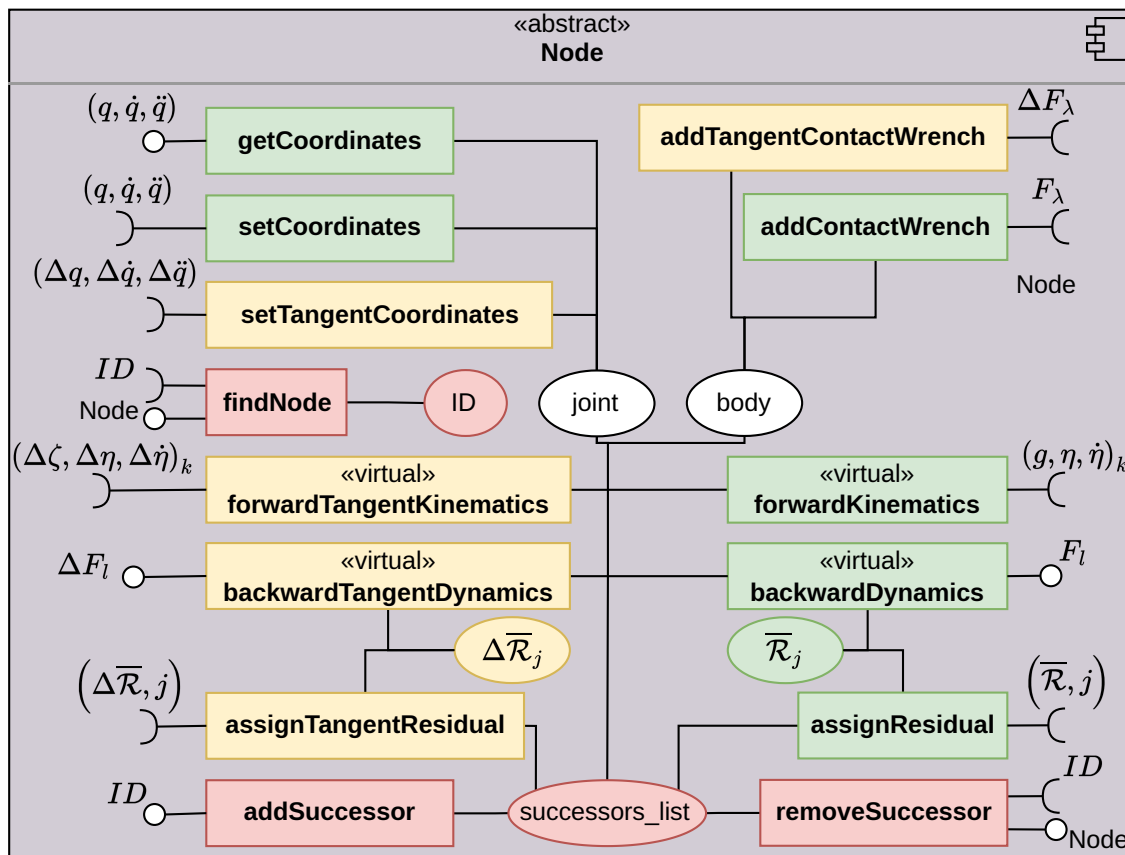 «abstract»
Node
(q, q̇, q̈)
getCoordinates
addTangentContactWrench
ΔF_λ
(q, q̇, q̈)
setCoordinates
addContactWrench
F_λ
(Δq, Δq̇, Δq̈)
setTangentCoordinates
Node
ID
Node
findNode
ID
joint
body
(Δζ, Δη, Δη̇)_k
«virtual»
forwardTangentKinematics
«virtual»
forwardKinematics
(g, η, η̇)_k
ΔF_l
«virtual»
backwardTangentDynamics
«virtual»
backwardDynamics
F_l
Δℛ̅_j
ℛ̅_j
(Δℛ̅, j)
assignTangentResidual
assignResidual
(ℛ̅, j)
ID
addSuccessor
successors_list
removeSuccessor
ID
Node